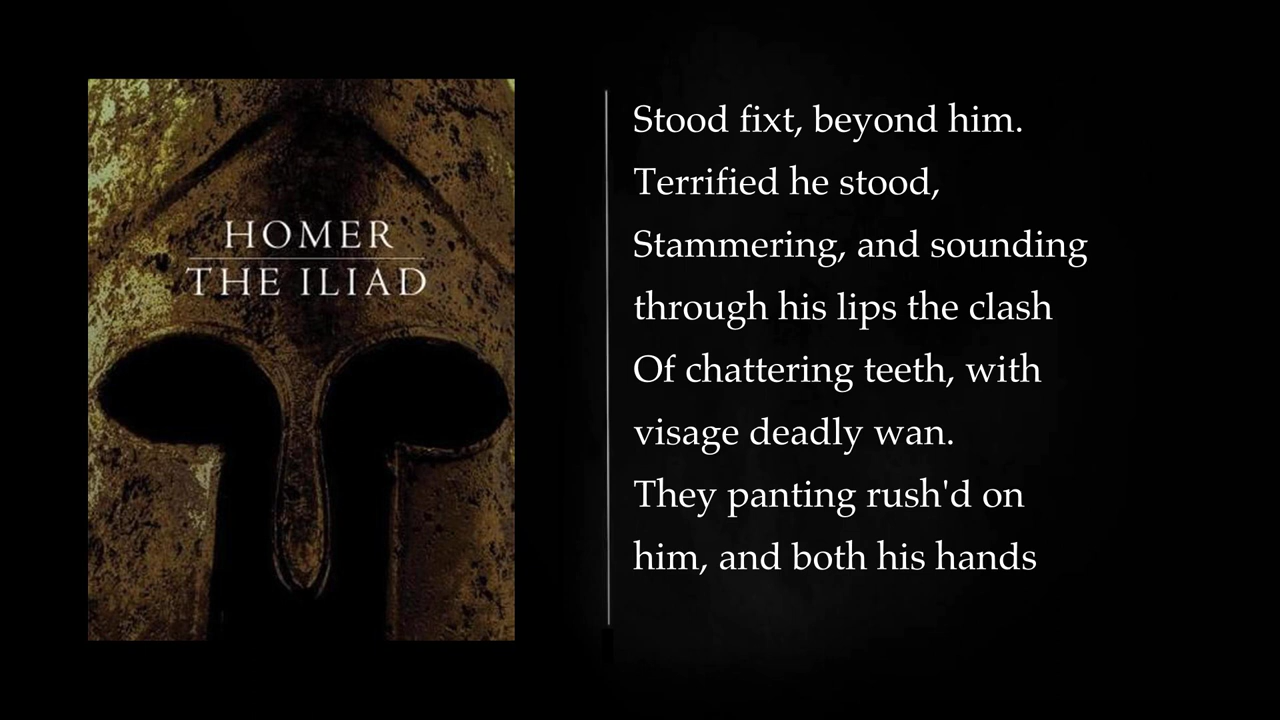 HOMER
THE ILIAD
Stood fixt, beyond him.
Terrified he stood,
Stammering, and sounding
through his lips the clash
Of chattering teeth, with
visage deadly wan.
They panting rush'd on
him, and both his hands